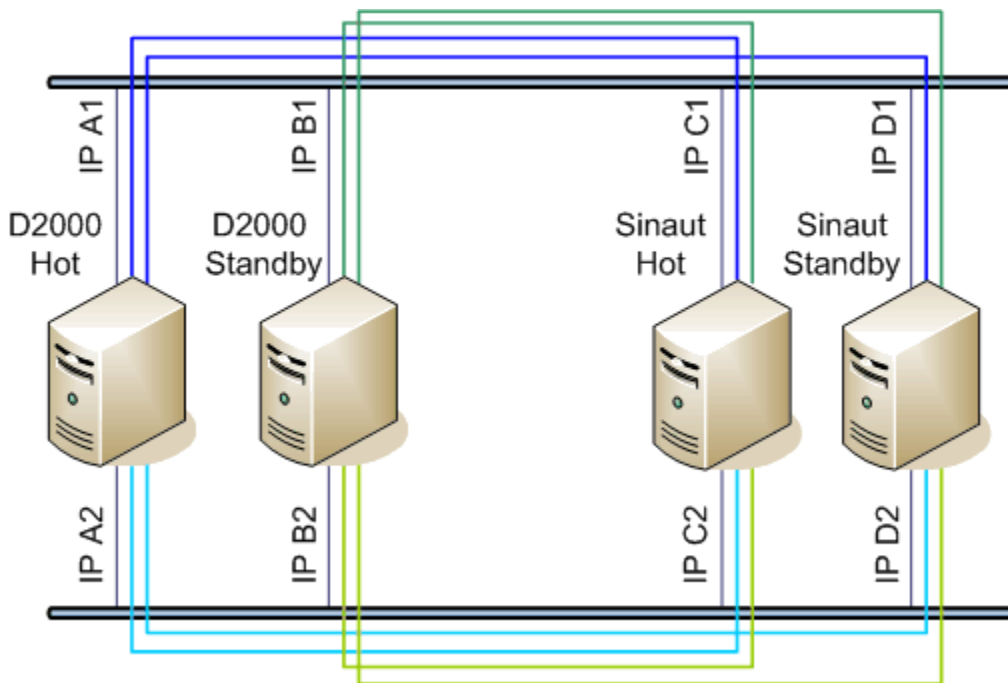 IP A1
IP B1
IP C1
IP D1
D2000
Hot
D2000
Standby
Sinaut
Hot
Sinaut
Standby
IP A2
IP B2
IP C2
IP D2